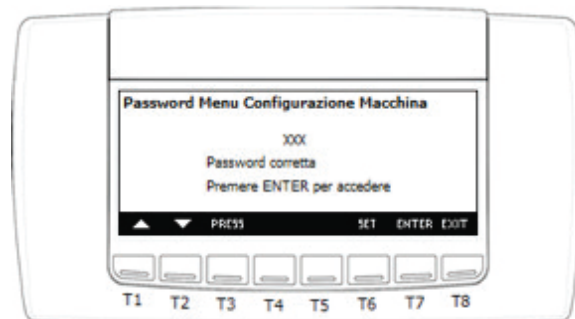 Password Menu Configurazione Macchina
XXX
Password corretta
Premere ENTER per accedere
PRESS SET ENTER EXIT
T1 T2 T3 T4 T5 T6 T7 T8